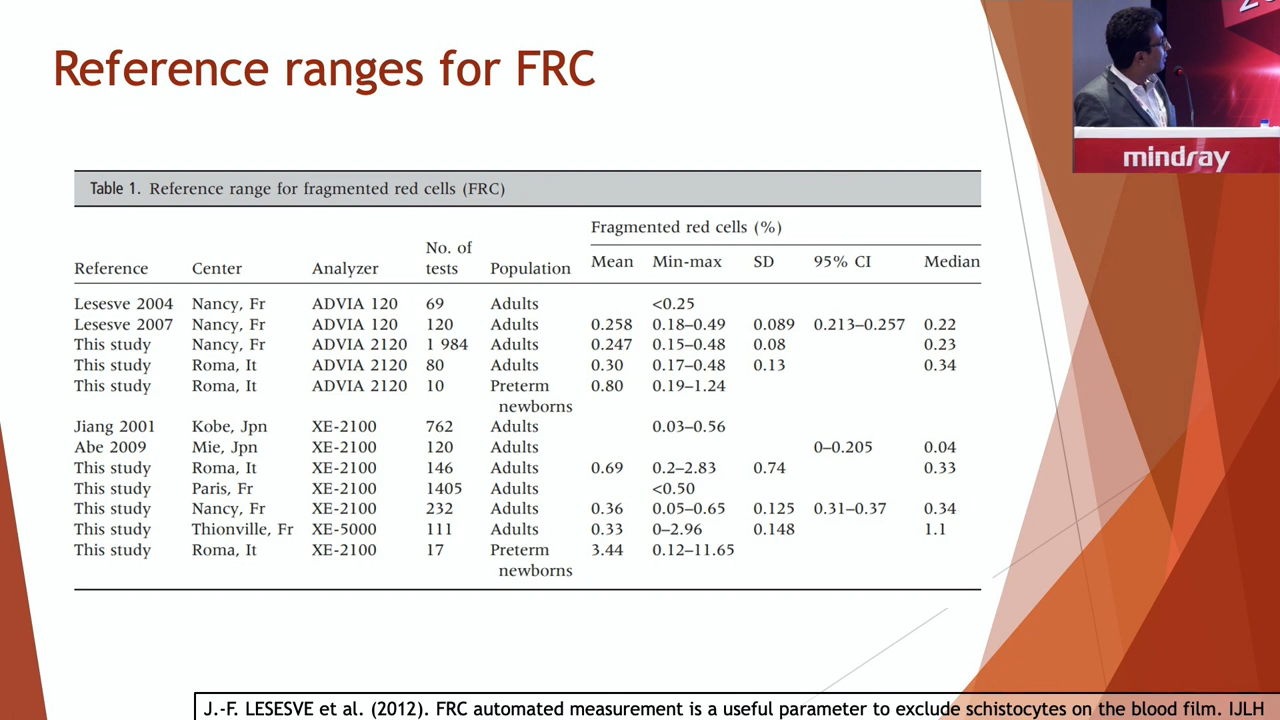 Reference ranges for FRC
mindray
Table 1. Reference range for fragmented red cells (FRC)
Fragmented red cells (%)
Reference Center Analyzer No. of tests Population Mean Min-max SD 95% CI Median
Lesesve 2004 Nancy, Fr ADVIA 120 69 Adults <0.25
Lesesve 2007 Nancy, Fr ADVIA 120 120 Adults 0.258 0.18–0.49 0.089 0.213–0.257 0.22
This study Nancy, Fr ADVIA 2120 1 984 Adults 0.247 0.15–0.48 0.08 0.23
This study Roma, It ADVIA 2120 80 Adults 0.30 0.17–0.48 0.13 0.34
This study Roma, It ADVIA 2120 10 Preterm newborns 0.80 0.19–1.24
Jiang 2001 Kobe, Jpn XE-2100 762 Adults 0.03–0.56
Abe 2009 Mie, Jpn XE-2100 120 Adults 0–0.205 0.04
This study Roma, It XE-2100 146 Adults 0.69 0.2–2.83 0.74 0.33
This study Paris, Fr XE-2100 1405 Adults <0.50
This study Nancy, Fr XE-2100 232 Adults 0.36 0.05–0.65 0.125 0.31–0.37 0.34
This study Thionville, Fr XE-5000 111 Adults 0.33 0–2.96 0.148 1.1
This study Roma, It XE-2100 17 Preterm newborns 3.44 0.12–11.65
J.-F. LESESVE et al. (2012). FRC automated measurement is a useful parameter to exclude schistocytes on the blood film. IJLH